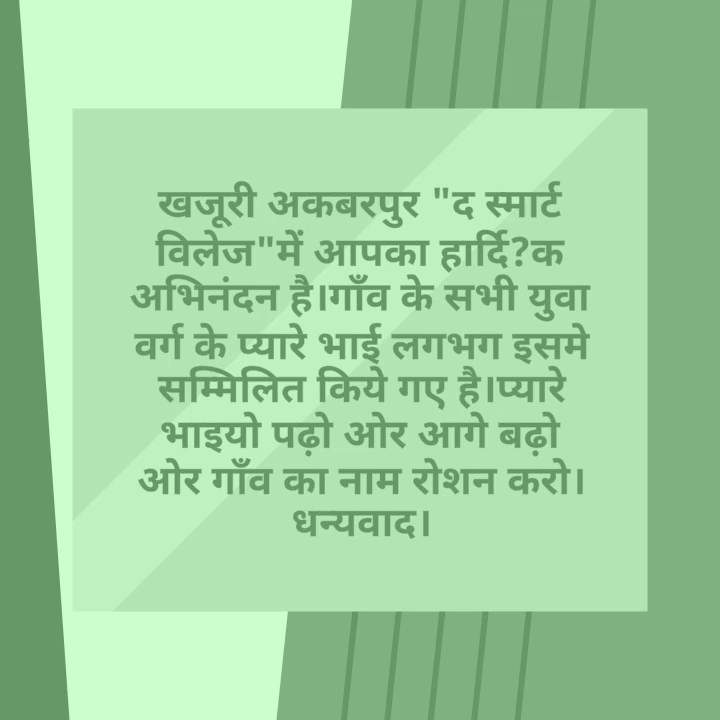 खजूरी अकबरपुर "द स्मार्ट
विलेज"में आपका हार्दि?क
अभिनंदन है।गाँव के सभी युवा
वर्ग के प्यारे भाई लगभग इसमे
सम्मिलित किये गए है।प्यारे
भाइयो पढ़ो ओर आगे बढ़ो
ओर गाँव का नाम रोशन करो।
धन्यवाद।